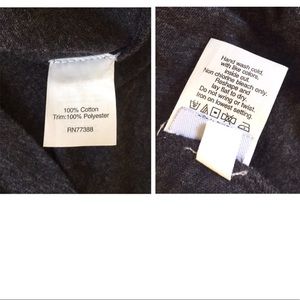 100% Cotton
Trim:100% Polyester
RN77388
Hand wash cold,
with like colors,
inside out.
Non chlorine bleach only.
Reshape and
lay flat to dry.
Do not wring or twist.
Iron on lowest setting.